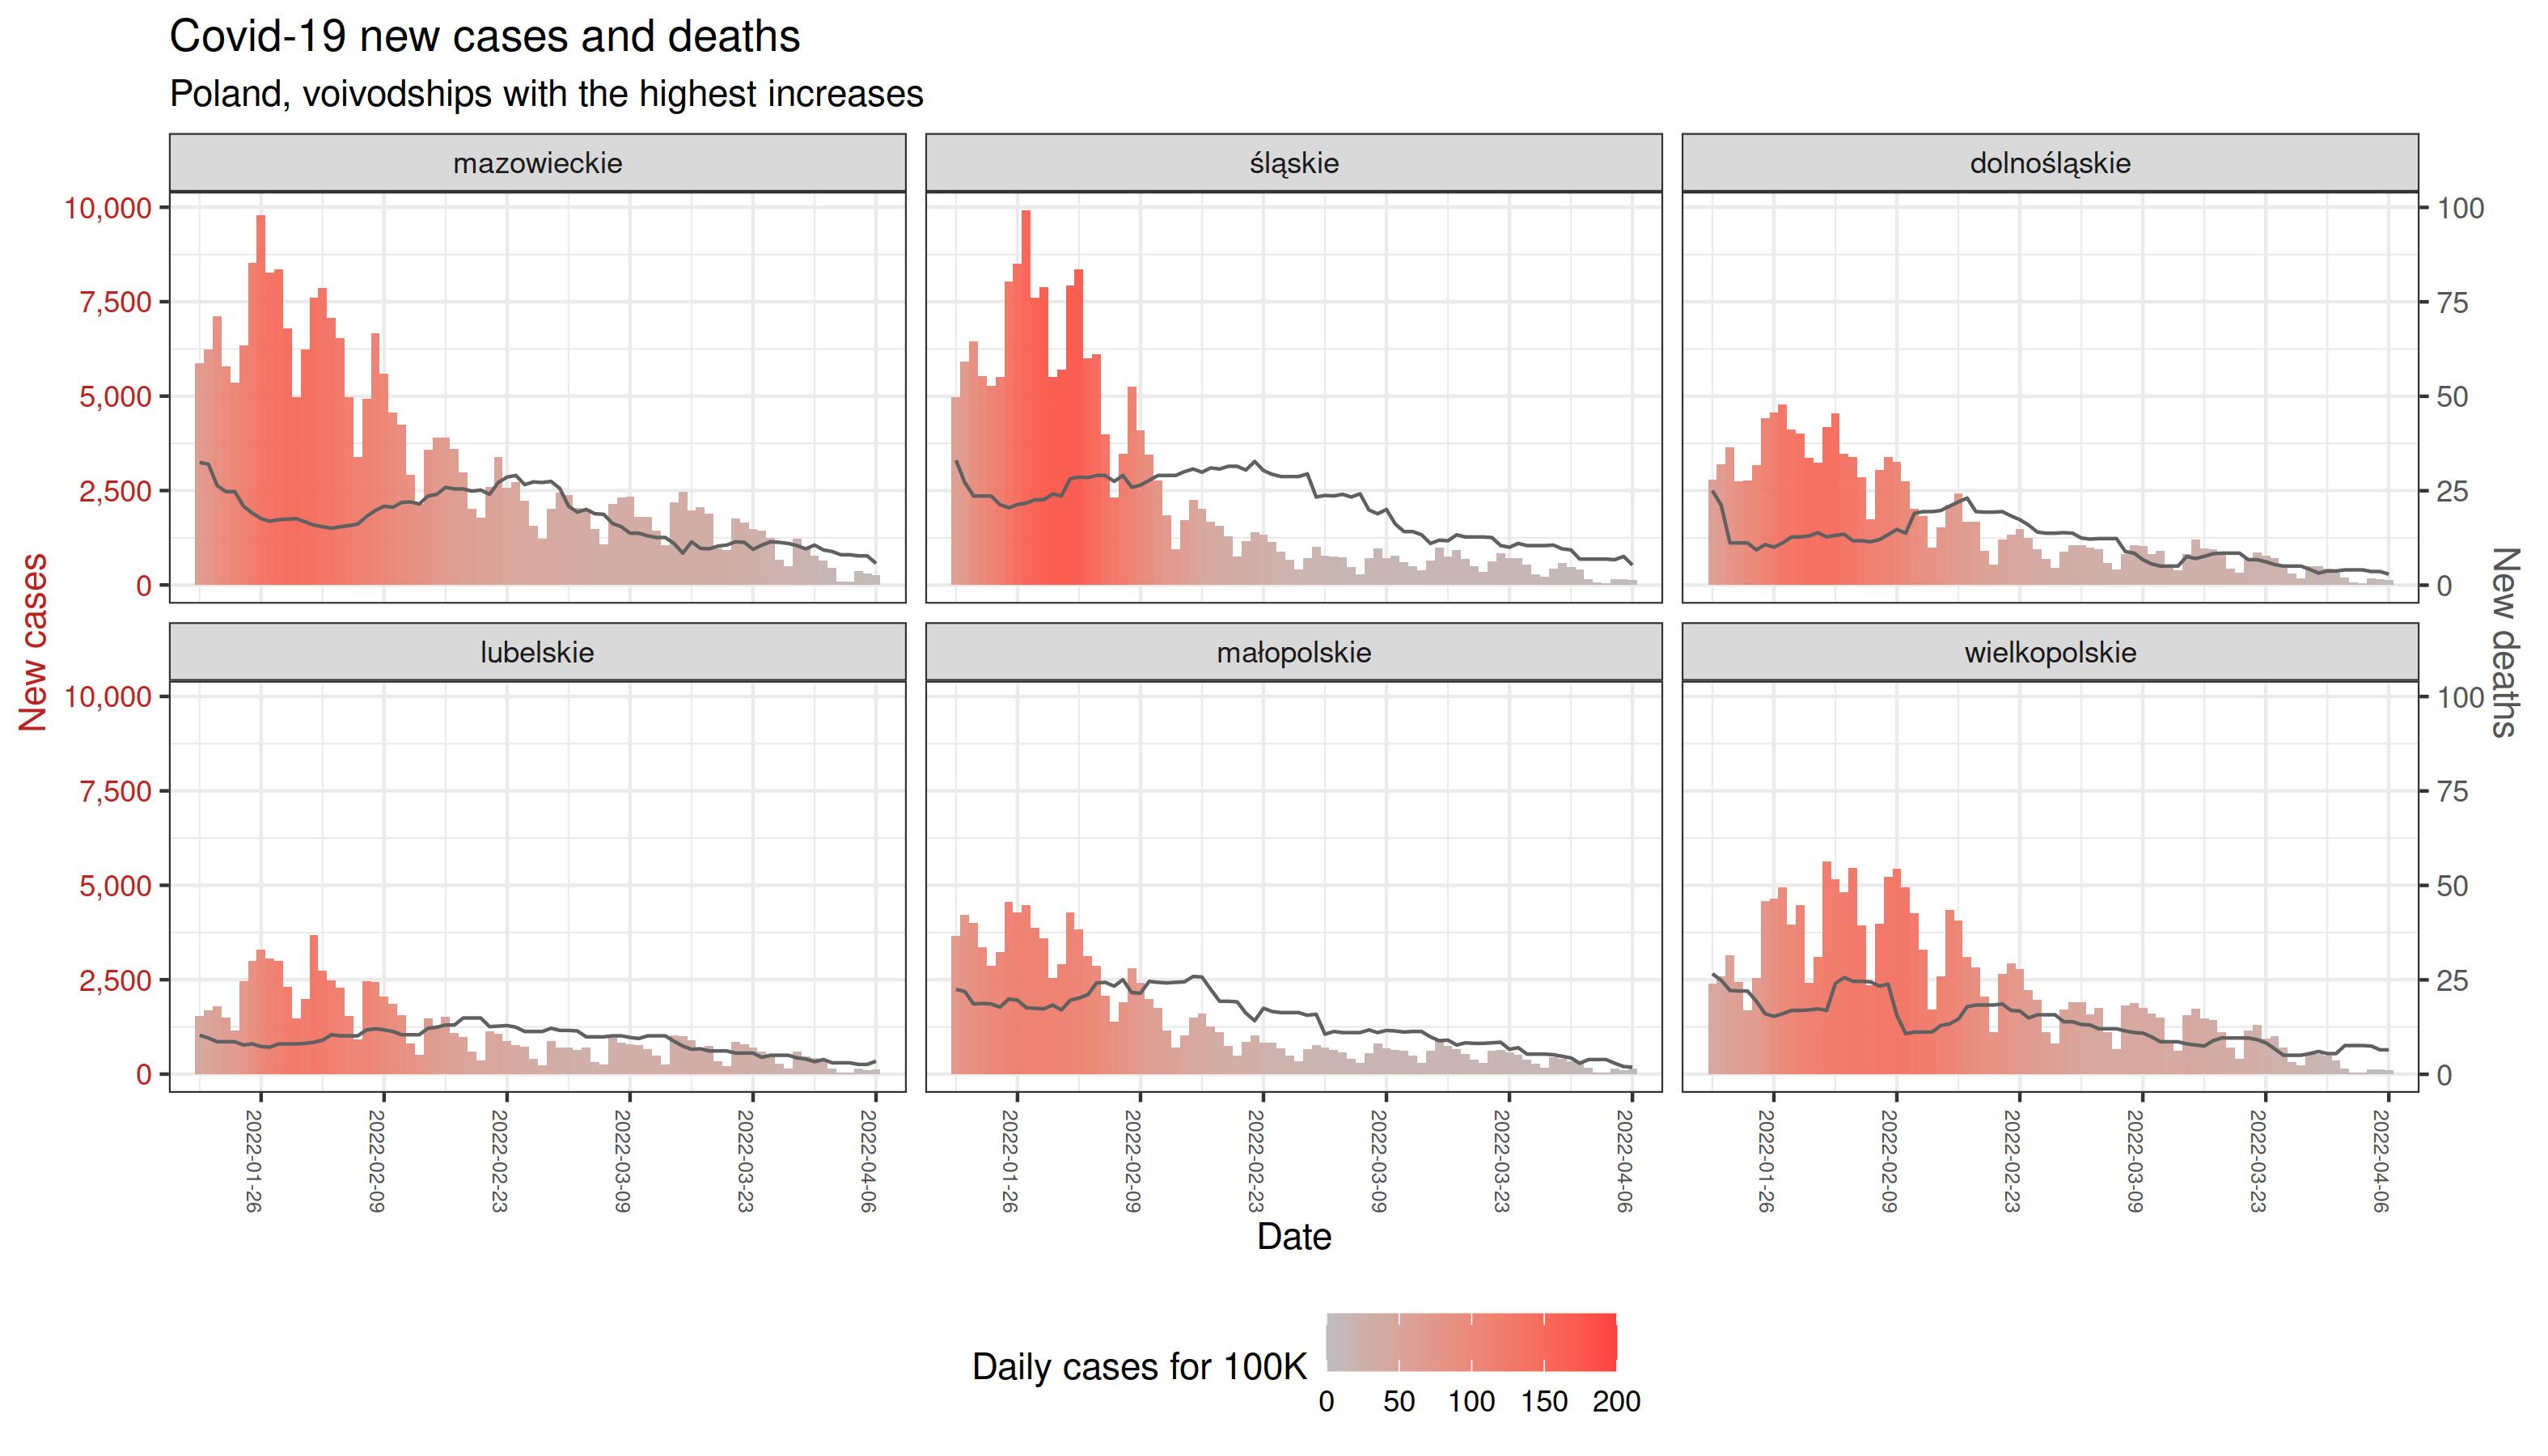 Covid-19 new cases and deaths
Poland, voivodships with the highest increases
mazowieckie
śląskie
dolnośląskie
10,000
7,500
5,000
2,500
0
100
75
50
25
0
lubelskie
małopolskie
wielkopolskie
10,000
7,500
5,000
2,500
0
100
75
50
25
0
New cases
New deaths
2022-01-26
2022-02-09
2022-02-23
2022-03-09
2022-03-23
2022-04-06
2022-01-26
2022-02-09
2022-02-23
2022-03-09
2022-03-23
2022-04-06
2022-01-26
2022-02-09
2022-02-23
2022-03-09
2022-03-23
2022-04-06
Date
Daily cases for 100K
0 50 100 150 200